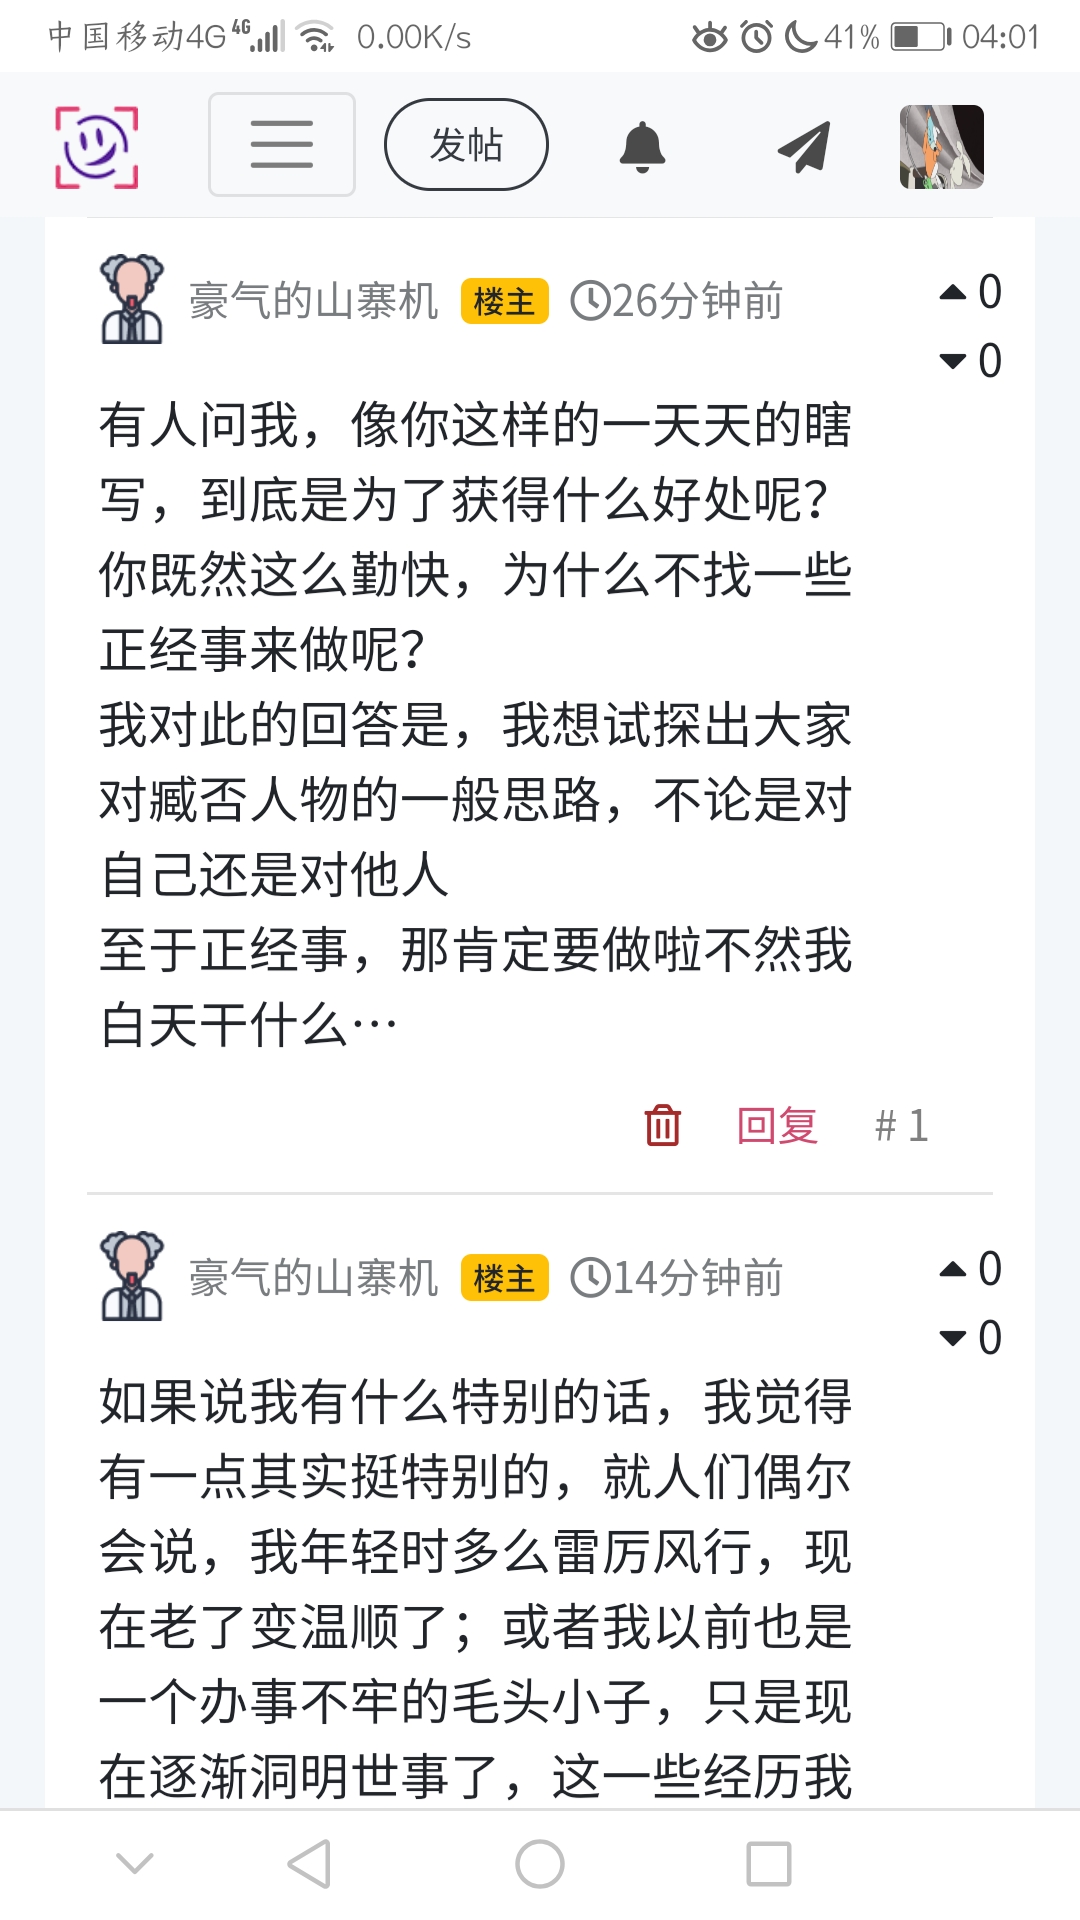 中国移动4G 4G 0.00K/s 41% 04:01
发帖
豪气的山寨机 楼主 26分钟前 0
0
有人问我，像你这样的一天天的瞎
写，到底是为了获得什么好处呢？
你既然这么勤快，为什么不找一些
正经事来做呢？
我对此的回答是，我想试探出大家
对臧否人物的一般思路，不论是对
自己还是对他人
至于正经事，那肯定要做啦不然我
白天干什么…
回复 # 1
豪气的山寨机 楼主 14分钟前 0
0
如果说我有什么特别的话，我觉得
有一点其实挺特别的，就人们偶尔
会说，我年轻时多么雷厉风行，现
在老了变温顺了；或者我以前也是
一个办事不牢的毛头小子，只是现
在逐渐洞明世事了，这一些经历我